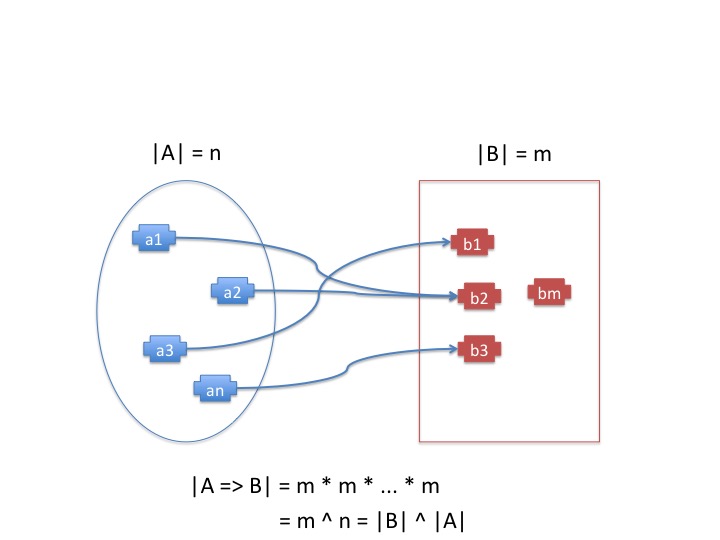 |A| = n
|B| = m
a1
b1
a2
b2
bm
a3
b3
an
|A => B| = m * m * ... * m
= m ^ n = |B| ^ |A|